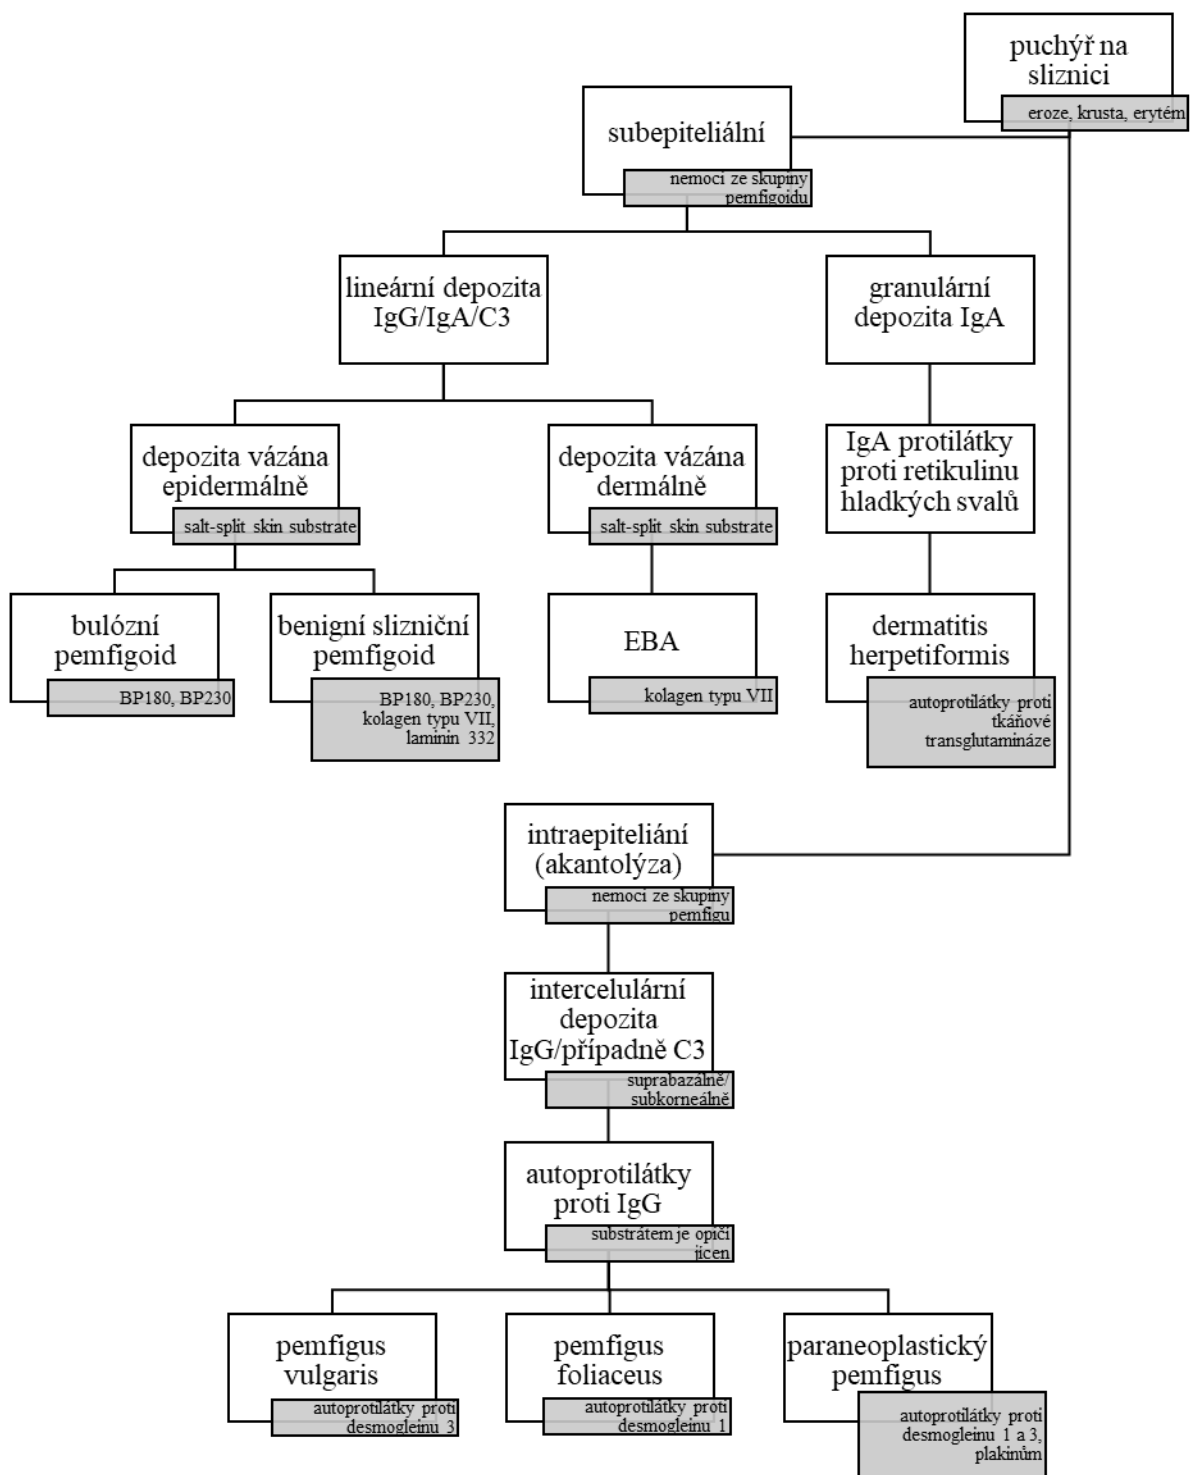 puchýř na
sliznici
eroze, krusta, erytém
subepiteliální
nemoci ze skupiny
pemfigoidu
lineární depozita
IgG/IgA/C3
granulární
depozita IgA
depozita vázána
epidermálně
salt-split skin substrate
depozita vázána
dermálně
salt-split skin substrate
IgA protilátky
proti retikulinu
hladkých svalů
bulózní
pemfigoid
BP180, BP230
benigní slizniční
pemfigoid
BP180, BP230,
kolagen typu VII,
laminin 332
EBA
kolagen typu VII
dermatitis
herpetiformis
autoprotilátky proti
tkáňové
transglutamináze
intraepiteliání
(akantolýza)
nemoci ze skupiny
pemfigu
intercelulární
depozita
IgG/případně C3
suprabazálně/
subkorneálně
autoprotilátky
proti IgG
substrátem je opičí
jícen
pemfigus
vulgaris
autoprotilátky proti
desmogleinu 3
pemfigus
foliaceus
autoprotilátky proti
desmogleinu 1
paraneoplastický
pemfigus
autoprotilátky proti
desmogleinu 1 a 3,
plakinům